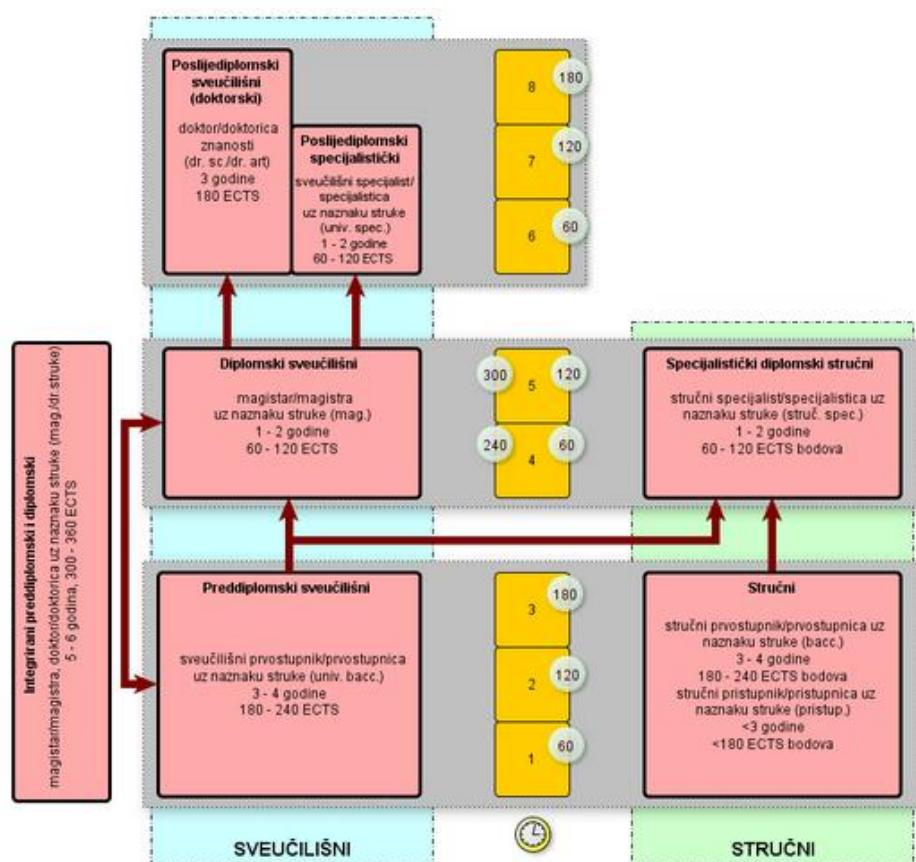 Poslijediplomski
sveučilišni
(doktorski)
doktor/doktorica
znanosti
(dr. sc./dr. art)
3 godine
180 ECTS
Poslijediplomski
specijalistički
sveučilišni specijalist/
specijalistica
uz naznaku struke
(univ. spec.)
1 - 2 godine
60 - 120 ECTS
8
180
7
120
6
60
Integrirani preddiplomski i diplomski
magistar/magistra, doktor/doktorica uz naznaku struke (mag./dr.struke)
5 - 6 godina, 300 - 360 ECTS
Diplomski sveučilišni
magistar/magistra
uz naznaku struke (mag.)
1 - 2 godine
60 - 120 ECTS
300
5
120
240
4
60
Specijalistički diplomski stručni
stručni specijalist/specijalistica uz
naznaku struke (struč. spec.)
1 - 2 godine
60 - 120 ECTS bodova
Preddiplomski sveučilišni
sveučilišni prvostupnik/prvostupnica
uz naznaku struke (univ. bacc.)
3 - 4 godine
180 - 240 ECTS
3
180
2
120
1
60
Stručni
stručni prvostupnik/prvostupnica uz
naznaku struke (bacc.)
3 - 4 godine
180 - 240 ECTS bodova
stručni pristupnik/pristupnica uz
naznaku struke (pristup.)
<3 godine
<180 ECTS bodova
SVEUČILIŠNI
STRUČNI